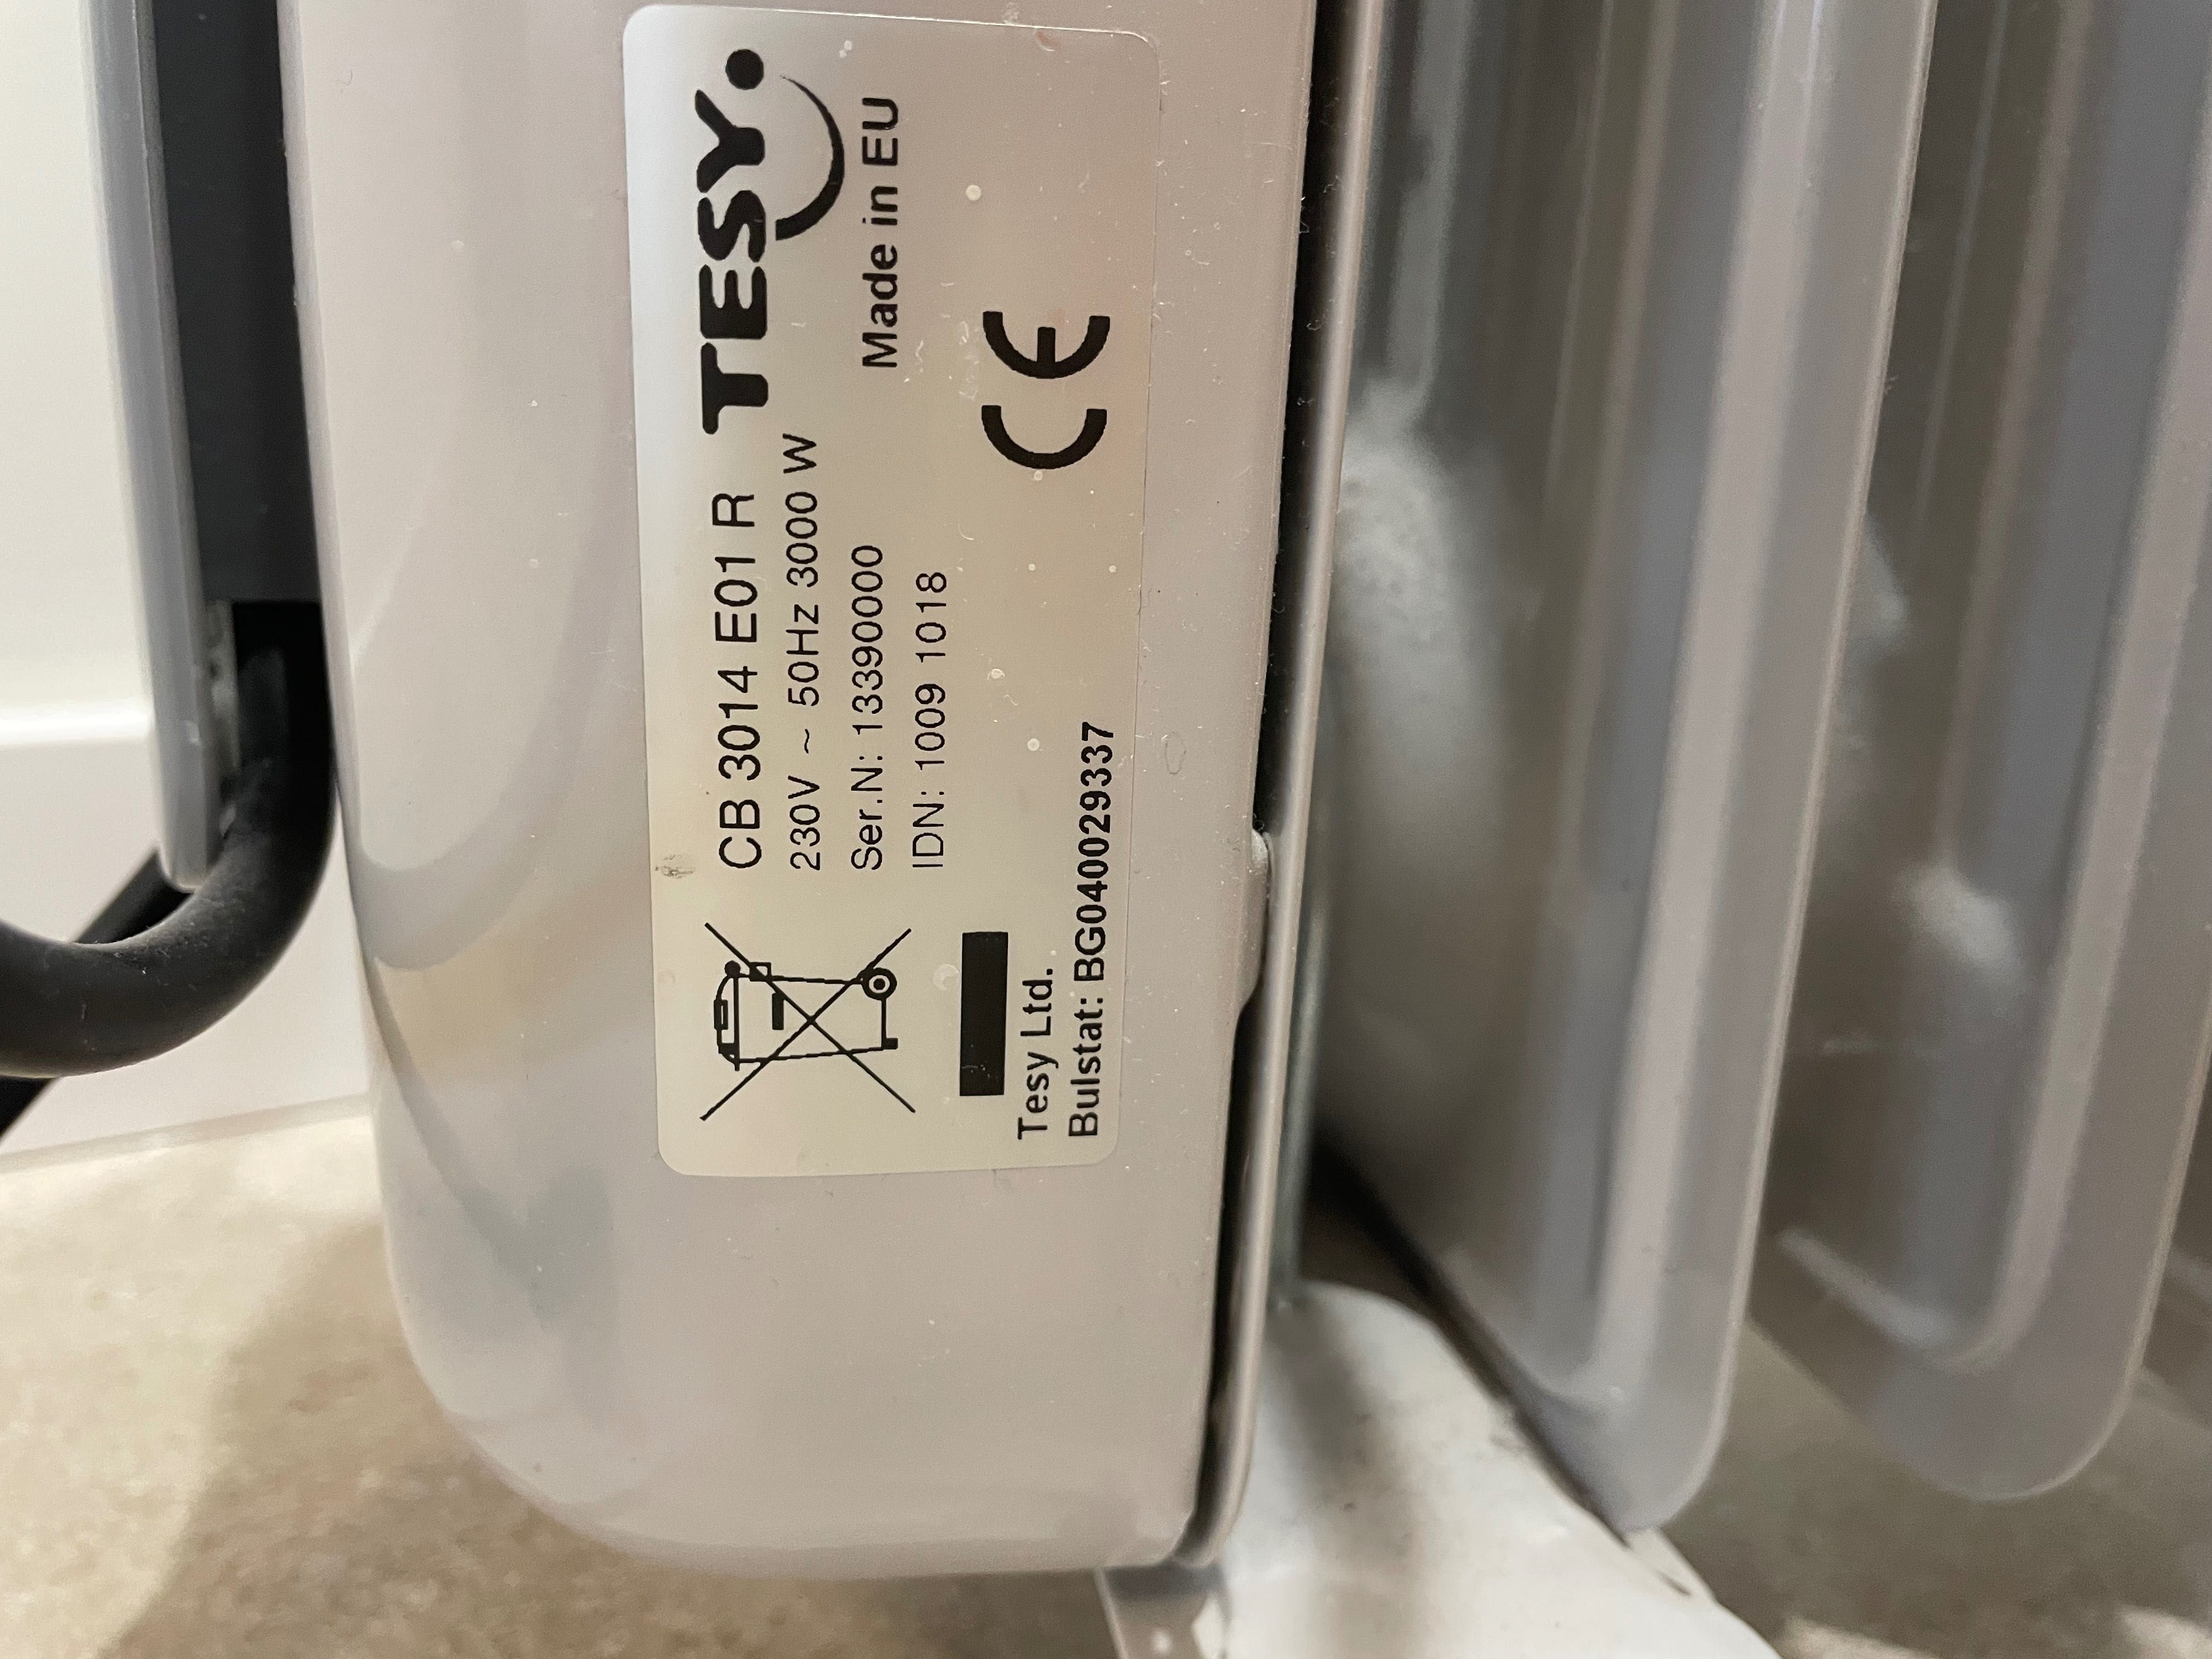 CB 3014 E01 R
230V ~ 50Hz 3000 W
Ser.N: 13390000
IDN: 1009 1018
TESY
Made in EU
CE
Tesy Ltd.
Bulstat: BG040029337